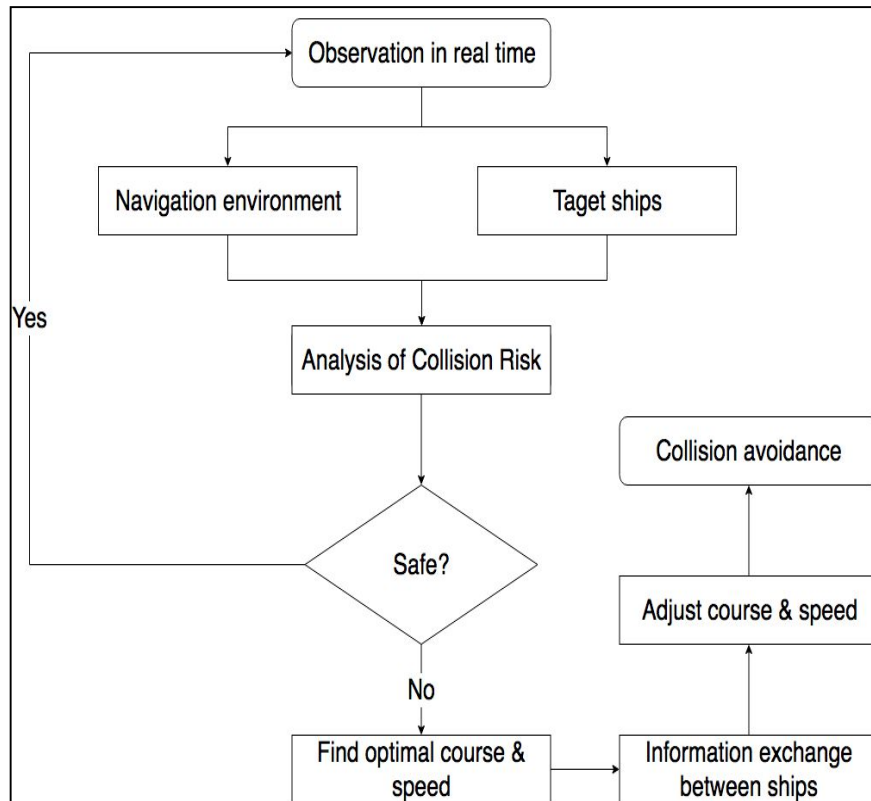 Observation in real time
Navigation environment
Taget ships
Yes
Analysis of Collision Risk
Collision avoidance
Safe?
Adjust course & speed
No
Find optimal course &
speed
Information exchange
between ships